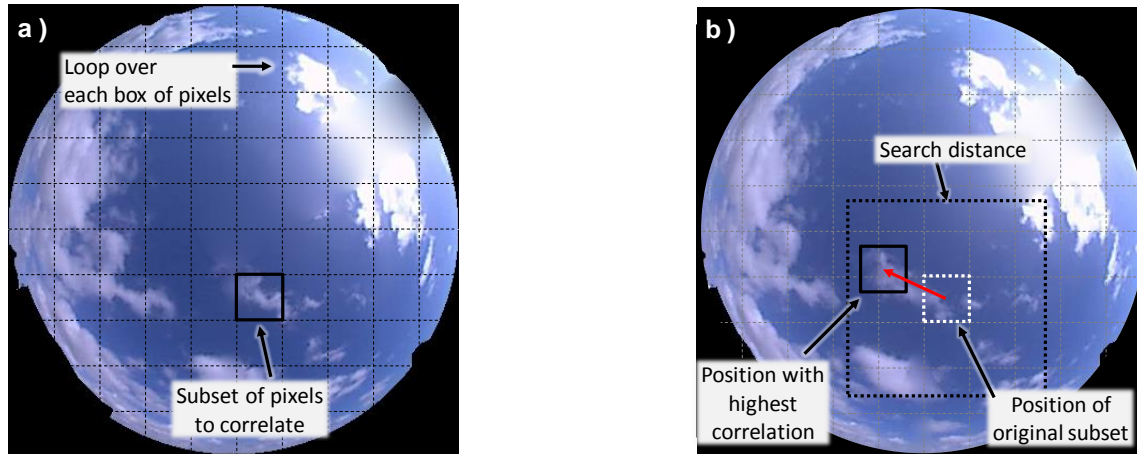 a )
Loop over
each box of pixels
Subset of pixels
to correlate
b )
Search distance
Position with
highest
correlation
Position of
original subset